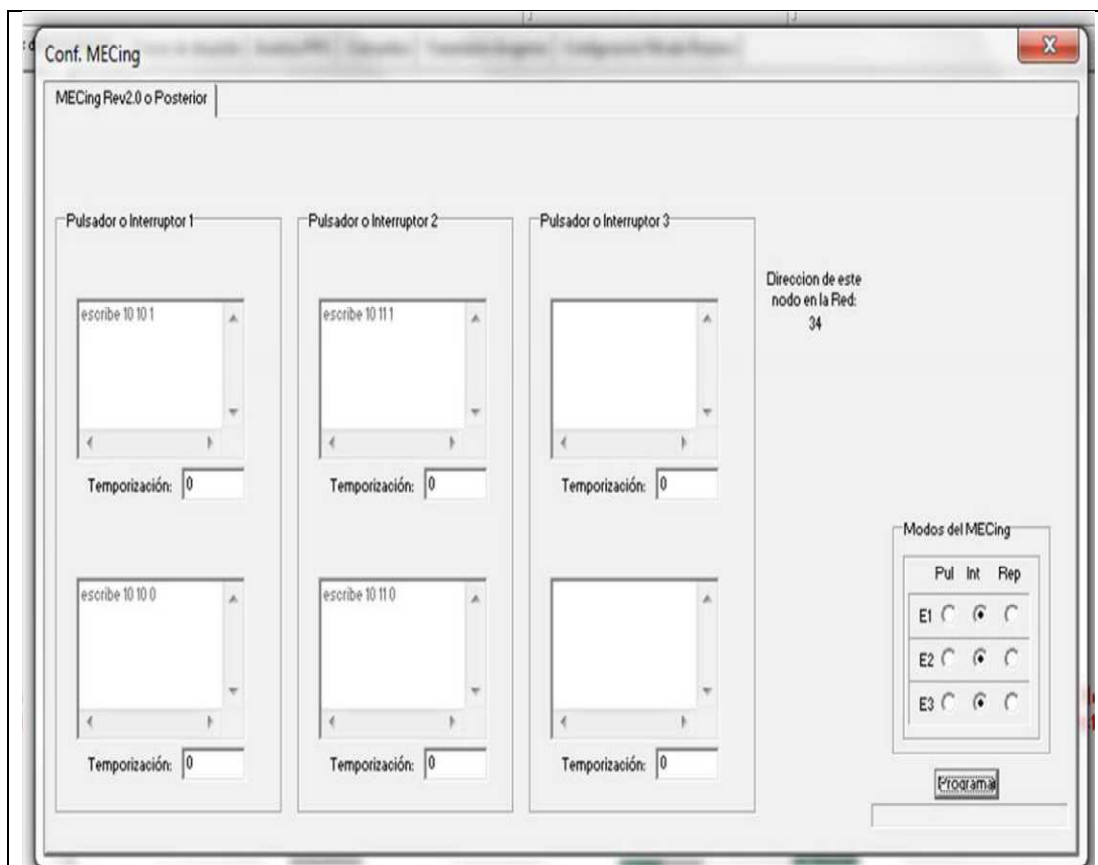 Conf. MECing
MECing Rev2.0 o Posterior
Pulsador o Interruptor 1
escribe 10 10 1
Temporización: 0
escribe 10 10 0
Temporización: 0
Pulsador o Interruptor 2
escribe 10 11 1
Temporización: 0
escribe 10 11 0
Temporización: 0
Pulsador o Interruptor 3
Temporización: 0
Temporización: 0
Direccion de este
nodo en la Red:
34
Modos del MECing
Pul Int Rep
E1
E2
E3
Programar